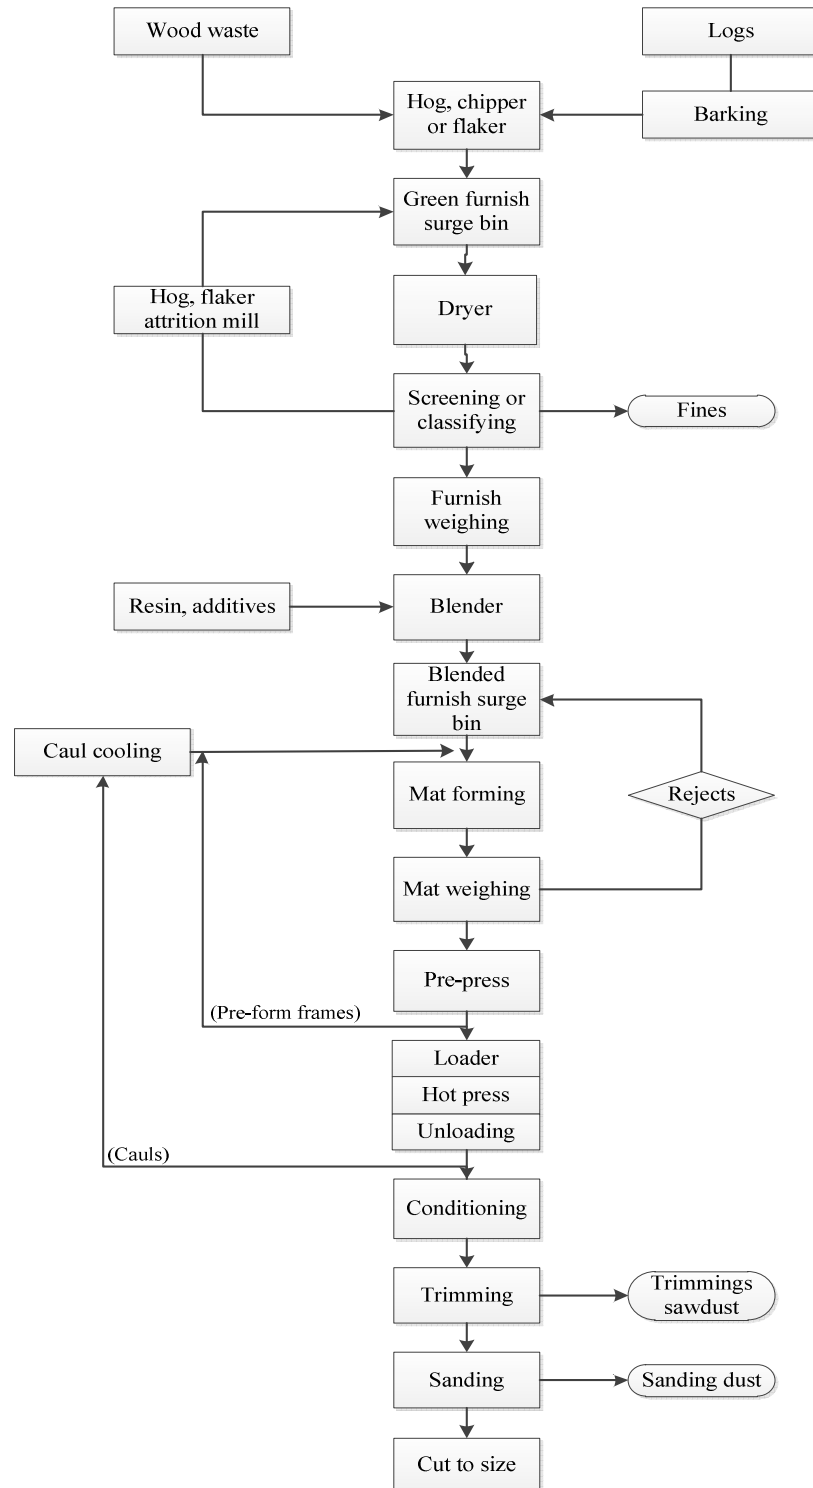 Wood waste
Logs
Hog, chipper
or flaker
Barking
Green furnish
surge bin
Hog, flaker
attrition mill
Dryer
Screening or
classifying
Fines
Furnish
weighing
Resin, additives
Blender
Blended
furnish surge
bin
Caul cooling
Mat forming
Rejects
Mat weighing
Pre-press
(Pre-form frames)
Loader
Hot press
Unloading
(Cauls)
Conditioning
Trimming
Trimmings
sawdust
Sanding
Sanding dust
Cut to size